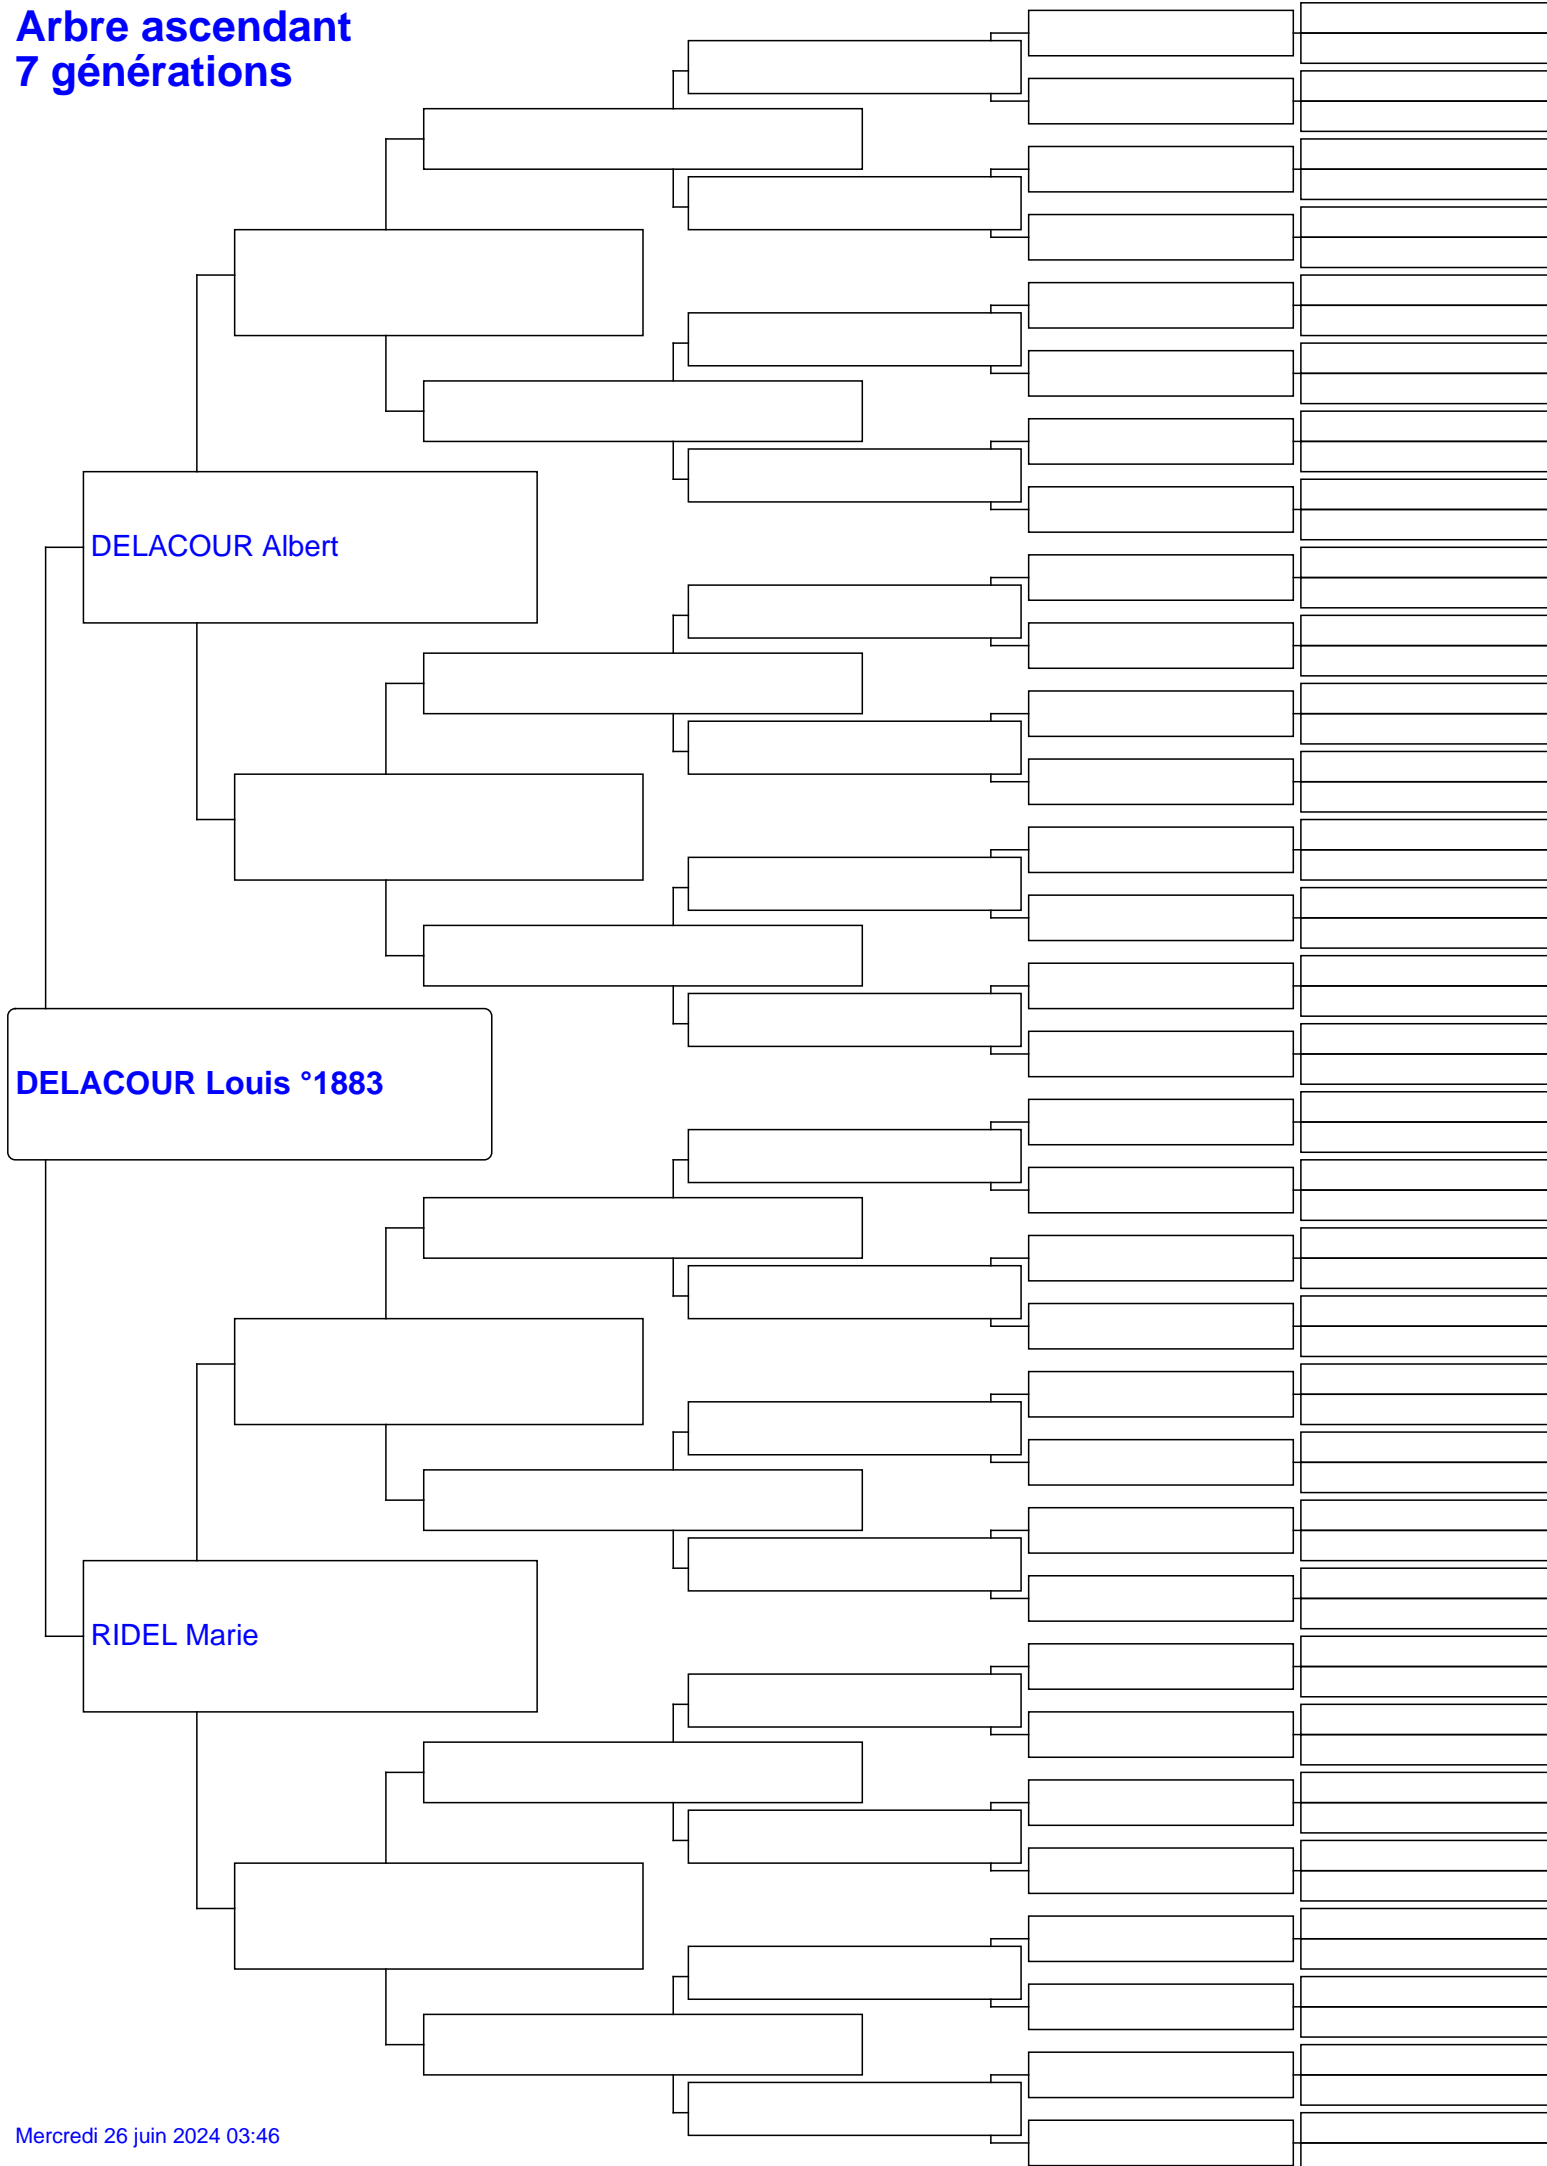 Arbre ascendant
7 générations
DELACOUR Albert
DELACOUR Louis °1883
RIDEL Marie
Mercredi 26 juin 2024 03:46